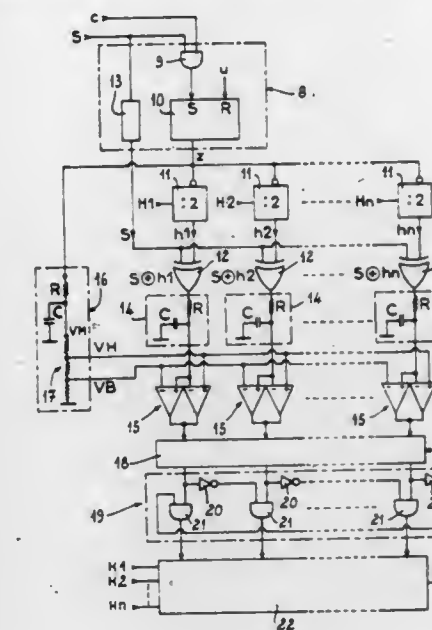 c
S
9
u
13
10
S R
8
z
11 11 11
H1 :2 H2 :2 Hn :2
S h1 h2 hn
12 12
S⊕h1 S⊕h2 S⊕hn
16 14 14
R R R R
C C C C
VH
VH
17 VB
15 15 15
18
19 20 20
21 21 21
H1
H2
Hn
22